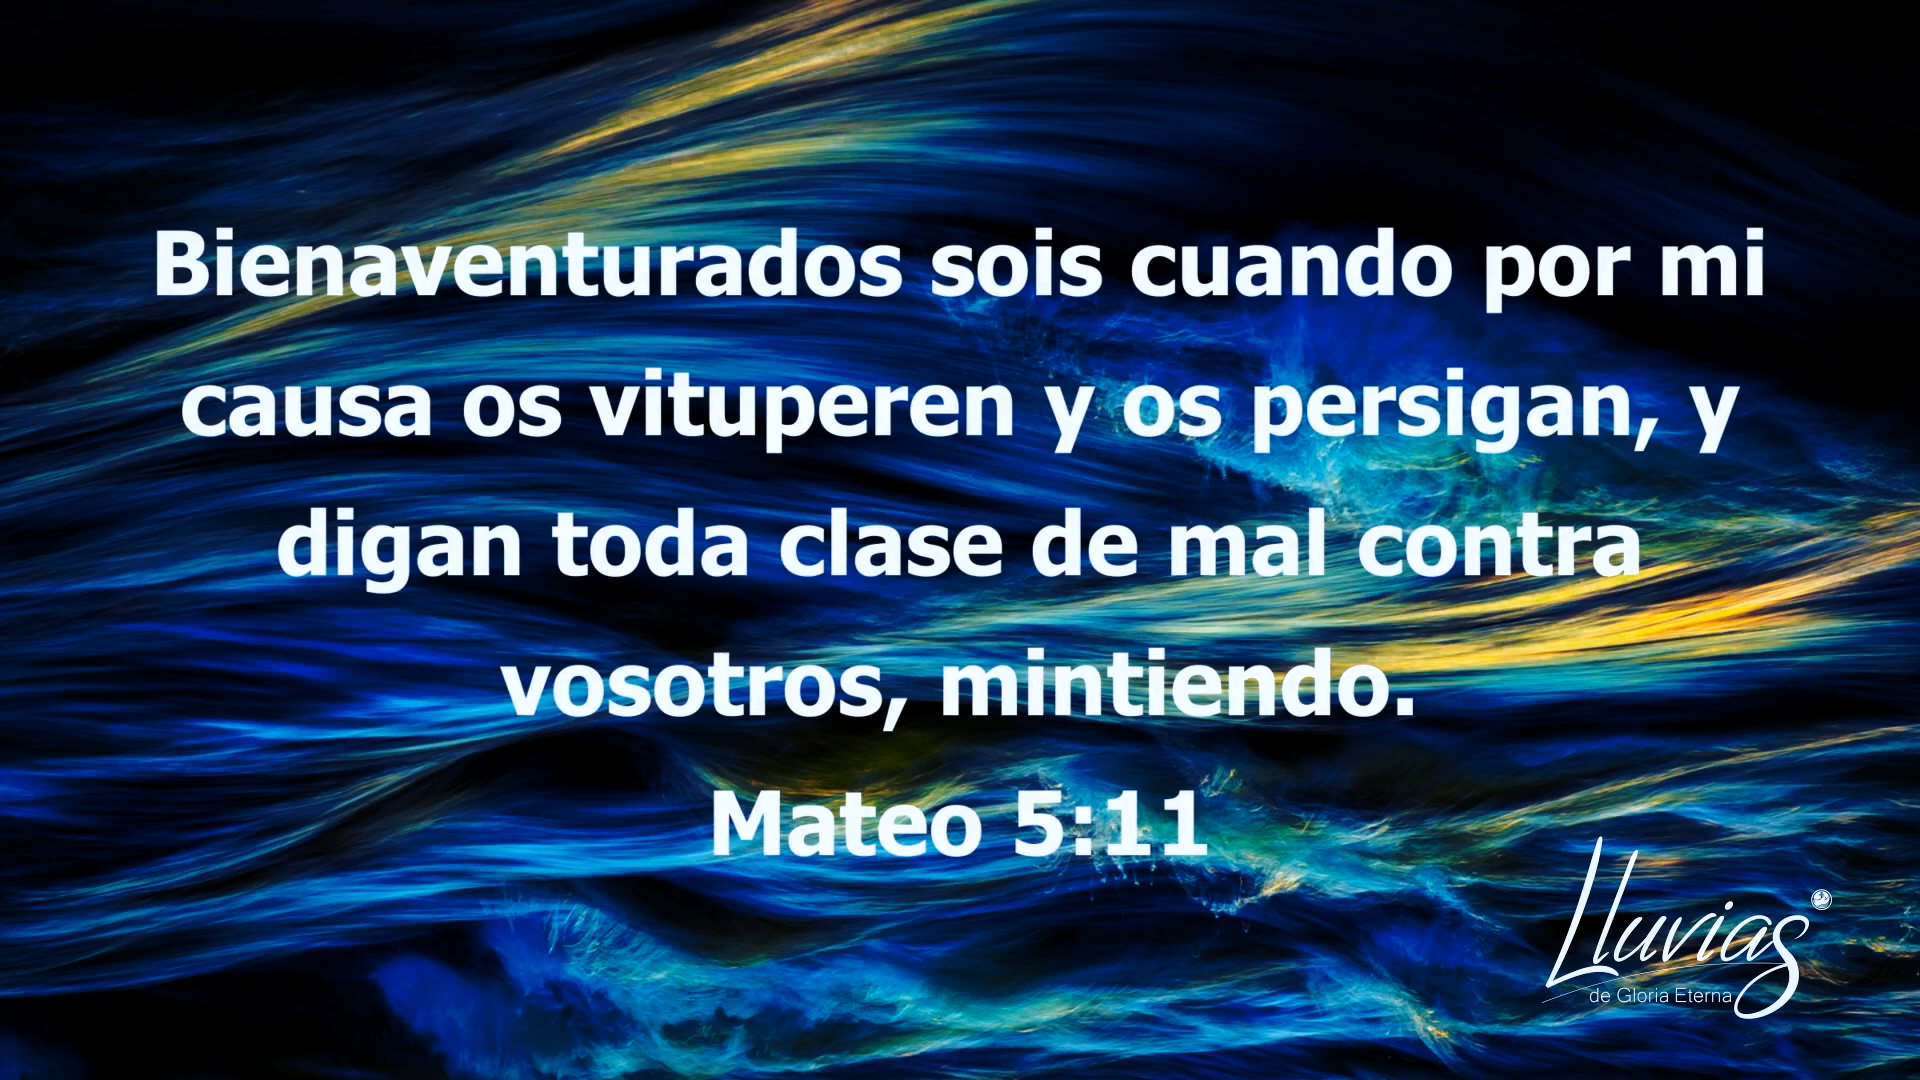 Bienaventurados sois cuando por mi
causa os vituperen y os persigan, y
digan toda clase de mal contra
vosotros, mintiendo.
Mateo 5:11
Lluvias
de Gloria Eterna